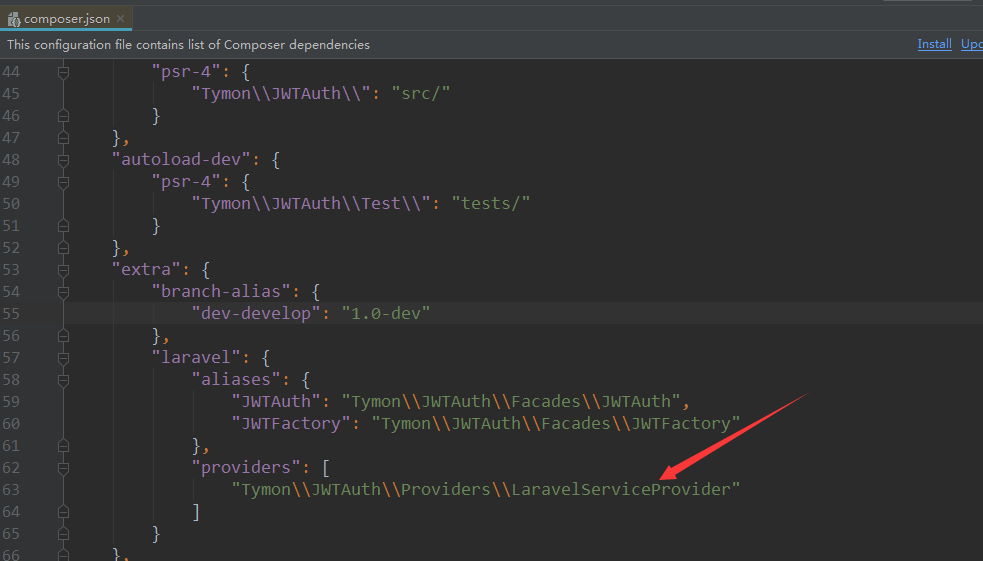 composer.json
This configuration file contains list of Composer dependencies
Install
44 "psr-4": {
45 "Tymon\\JWTAuth\\": "src/"
46 }
47 },
48 "autoload-dev": {
49 "psr-4": {
50 "Tymon\\JWTAuth\\Test\\": "tests/"
51 }
52 },
53 "extra": {
54 "branch-alias": {
55 "dev-develop": "1.0-dev"
56 },
57 "laravel": {
58 "aliases": {
59 "JWTAuth": "Tymon\\JWTAuth\\Facades\\JWTAuth",
60 "JWTFactory": "Tymon\\JWTAuth\\Facades\\JWTFactory"
61 },
62 "providers": [
63 "Tymon\\JWTAuth\\Providers\\LaravelServiceProvider"
64 ]
65 }
66 },